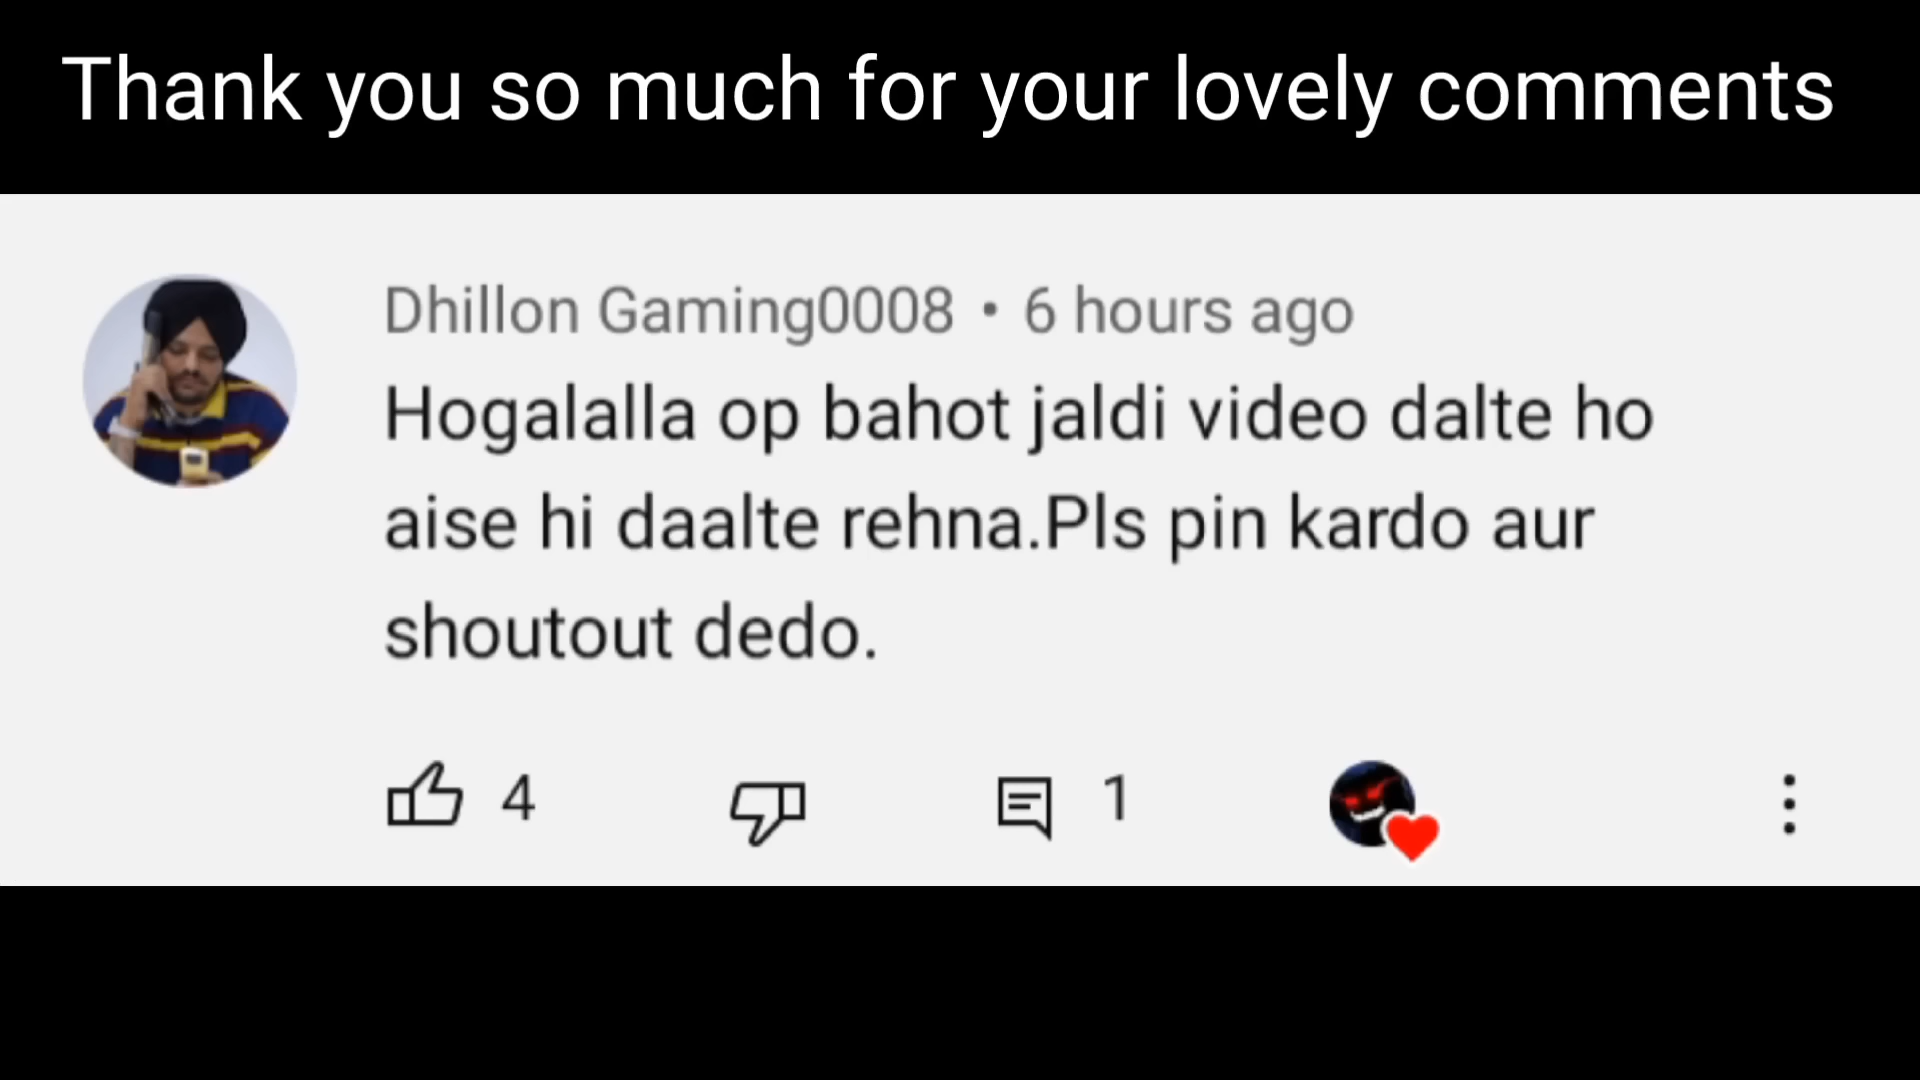 Thank you so much for your lovely comments
Dhillon Gaming0008 • 6 hours ago
Hogalalla op bahot jaldi video dalte ho
aise hi daalte rehna.Pls pin kardo aur
shoutout dedo.
4
1